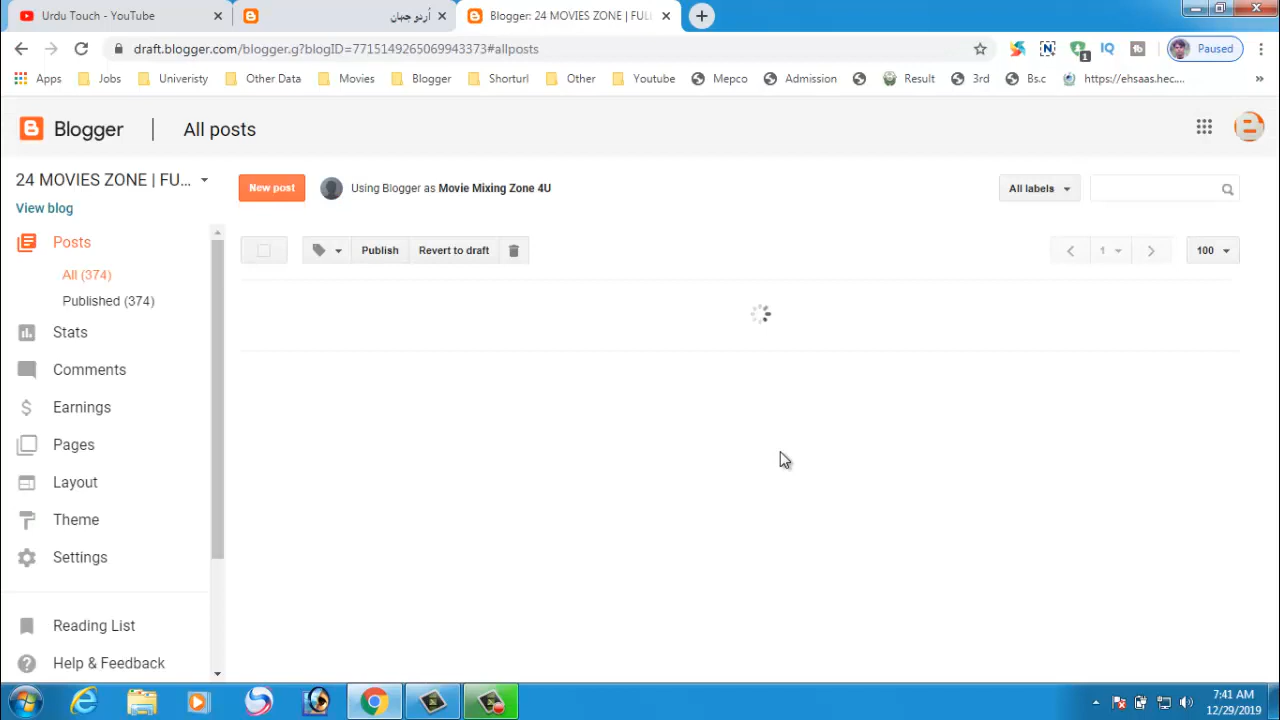 Urdu Touch - YouTube
اُردو جہان
Blogger: 24 MOVIES ZONE | FUL
draft.blogger.com/blogger.g?blogID=7715149265069943373#allposts
1
IQ
Paused
Apps
Jobs
Univeristy
Other Data
Movies
Blogger
Shorturl
Other
Youtube
Mepco
Admission
Result
3rd
Bs.c
https://ehsaas.hec....
»
Blogger
All posts
24 MOVIES ZONE | FU...
View blog
New post
Using Blogger as Movie Mixing Zone 4U
All labels
Posts
All (374)
Published (374)
Stats
Comments
Earnings
Pages
Layout
Theme
Settings
Reading List
Help & Feedback
Publish
Revert to draft
1
100
7:41 AM
12/29/2019